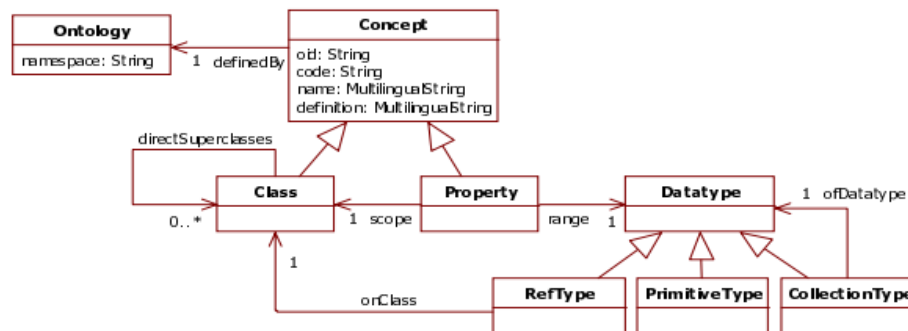 Concept
Ontology
namespace: String
1 definedBy
oid: String
code: String
name: MultilingualString
definition: MultilingualString
directSuperclasses
Class
Property
Datatype
1 ofDatatype
0..*
1 scope
range 1
1
onClass
RefType
PrimitiveType
CollectionType